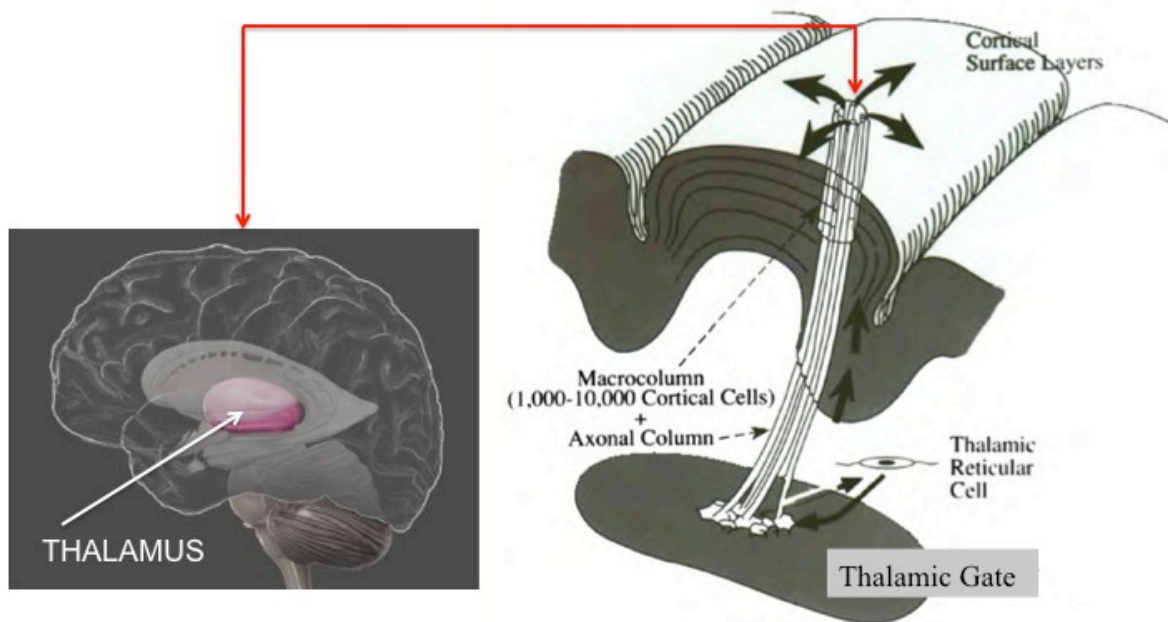 Cortical
Surface Layers
Macrocolumn
(1,000-10,000 Cortical Cells)
+
Axonal Column
Thalamic
Reticular
Cell
THALAMUS
Thalamic Gate